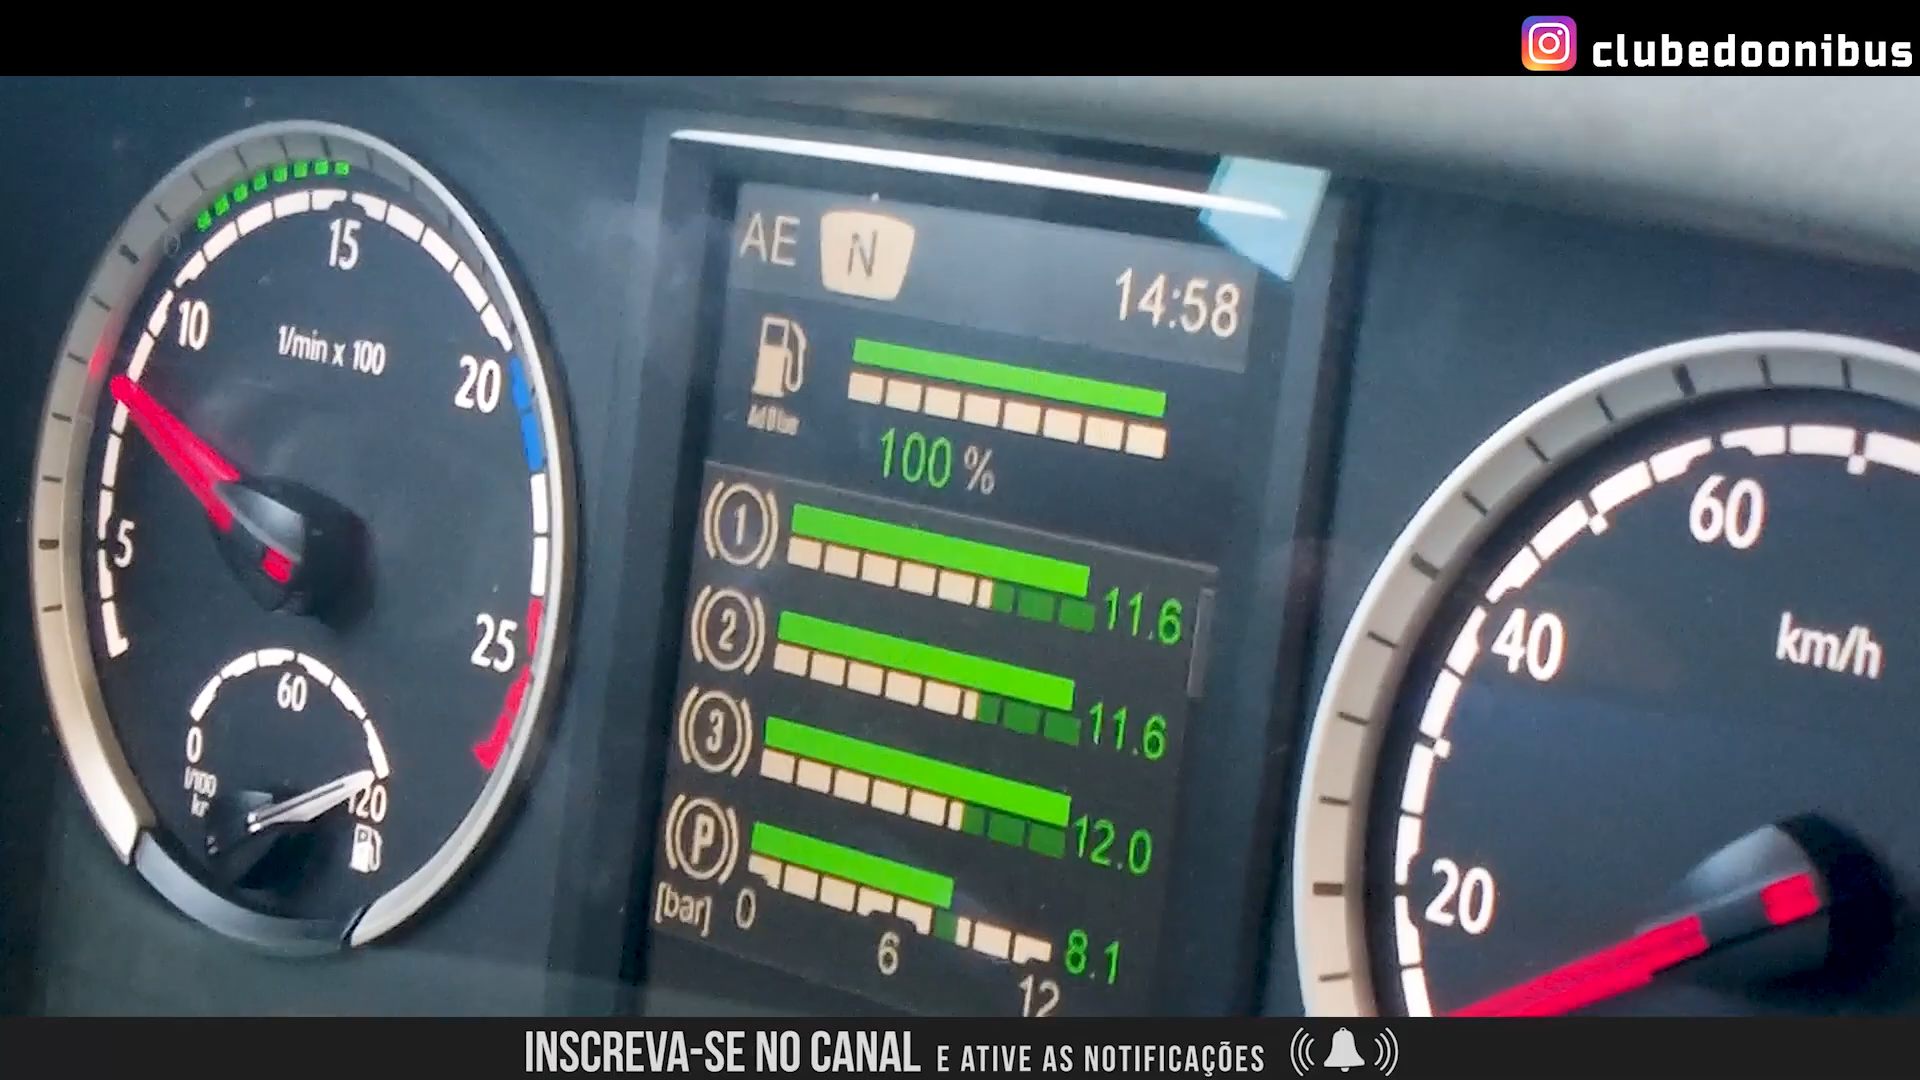 clubedoonibus
AE N 14:58
AdBlue
100 %
1 11.6
2 11.6
3 12.0
P 8.1
[bar] 0 6 12
5 10 15 20 25
1/min x 100
0 60 120
l/100
20 40 60
km/h
INSCREVA-SE NO CANAL E ATIVE AS NOTIFICAÇÕES